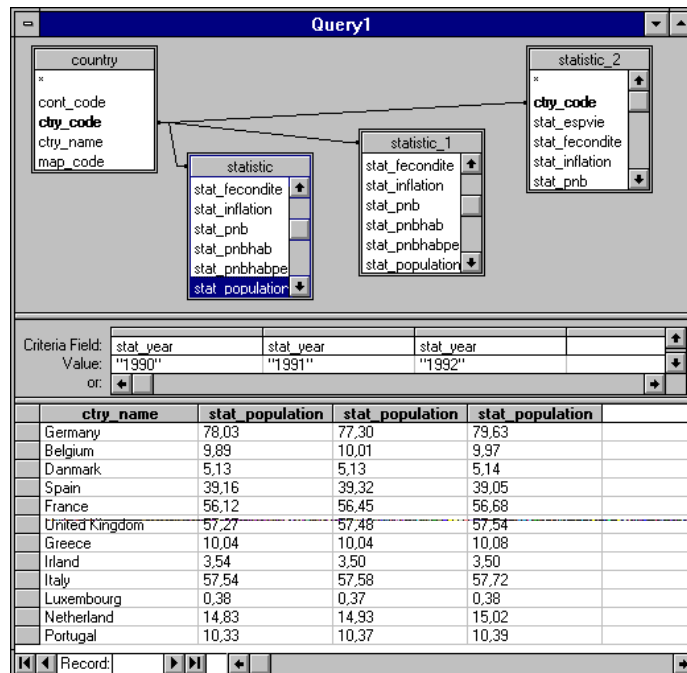 Query1
country
*
cont_code
ctry_code
ctry_name
map_code
statistic
stat_fecondite
stat_inflation
stat_pnb
stat_pnbhab
stat_pnbhabpe
stat_population
statistic_1
stat_fecondite
stat_inflation
stat_pnb
stat_pnbhab
stat_pnbhabpe
stat_population
statistic_2
*
ctry_code
stat_espvie
stat_fecondite
stat_inflation
stat_pnb
Criteria Field: stat_year stat_year stat_year
Value: "1990" "1991" "1992"
or:
ctry_name stat_population stat_population stat_population
Germany 78,03 77,30 79,63
Belgium 9,89 10,01 9,97
Danmark 5,13 5,13 5,14
Spain 39,16 39,32 39,05
France 56,12 56,45 56,68
United Kingdom 57,27 57,48 57,54
Greece 10,04 10,04 10,08
Irland 3,54 3,50 3,50
Italy 57,54 57,58 57,72
Luxembourg 0,38 0,37 0,38
Netherland 14,83 14,93 15,02
Portugal 10,33 10,37 10,39
Record: